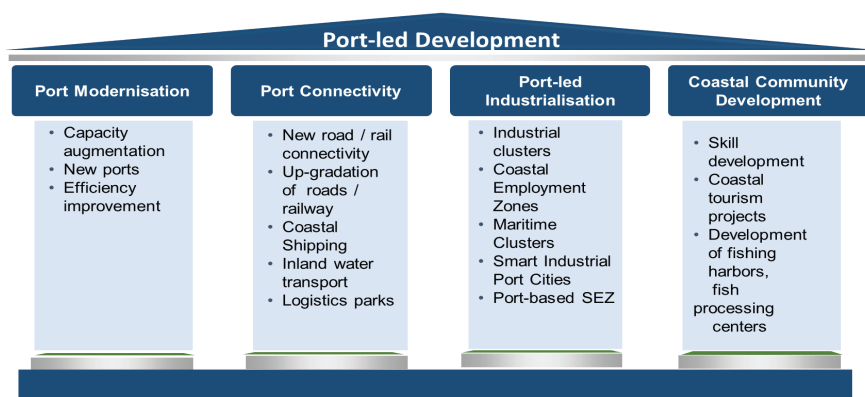 Port-led Development
Port Modernisation
• Capacity
augmentation
• New ports
• Efficiency
improvement
Port Connectivity
• New road / rail
connectivity
• Up-gradation
of roads /
railway
• Coastal
Shipping
• Inland water
transport
• Logistics parks
Port-led
Industrialisation
• Industrial
clusters
• Coastal
Employment
Zones
• Maritime
Clusters
• Smart Industrial
Port Cities
• Port-based SEZ
Coastal Community
Development
• Skill
development
• Coastal
tourism
projects
• Development
of fishing
harbors,
fish
processing
centers